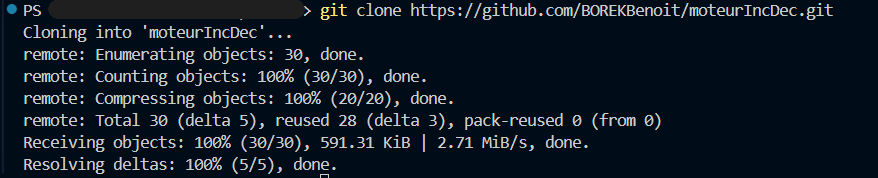 PS > git clone https://github.com/BOREKBenoit/moteurIncDec.git
Cloning into 'moteurIncDec'...
remote: Enumerating objects: 30, done.
remote: Counting objects: 100% (30/30), done.
remote: Compressing objects: 100% (20/20), done.
remote: Total 30 (delta 5), reused 28 (delta 3), pack-reused 0 (from 0)
Receiving objects: 100% (30/30), 591.31 KiB | 2.71 MiB/s, done.
Resolving deltas: 100% (5/5), done.